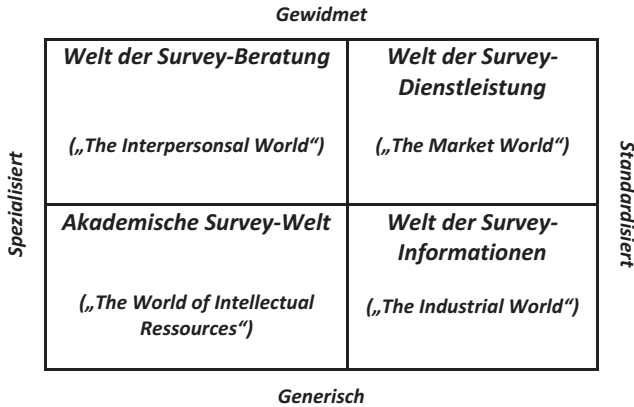 Gewidmet
Welt der Survey-Beratung
(„The Interpersonsal World“)
Welt der Survey-
Dienstleistung
(„The Market World“)
Spezialisiert
Standardisiert
Akademische Survey-Welt
(„The World of Intellectual
Ressources“)
Welt der Survey-
Informationen
(„The Industrial World“)
Generisch